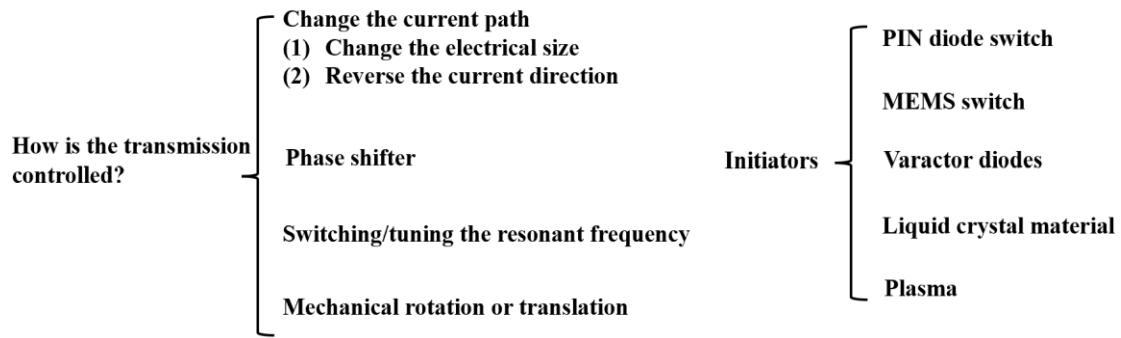 How is the transmission
controlled?
Change the current path
(1) Change the electrical size
(2) Reverse the current direction
Phase shifter
Switching/tuning the resonant frequency
Mechanical rotation or translation
Initiators
PIN diode switch
MEMS switch
Varactor diodes
Liquid crystal material
Plasma